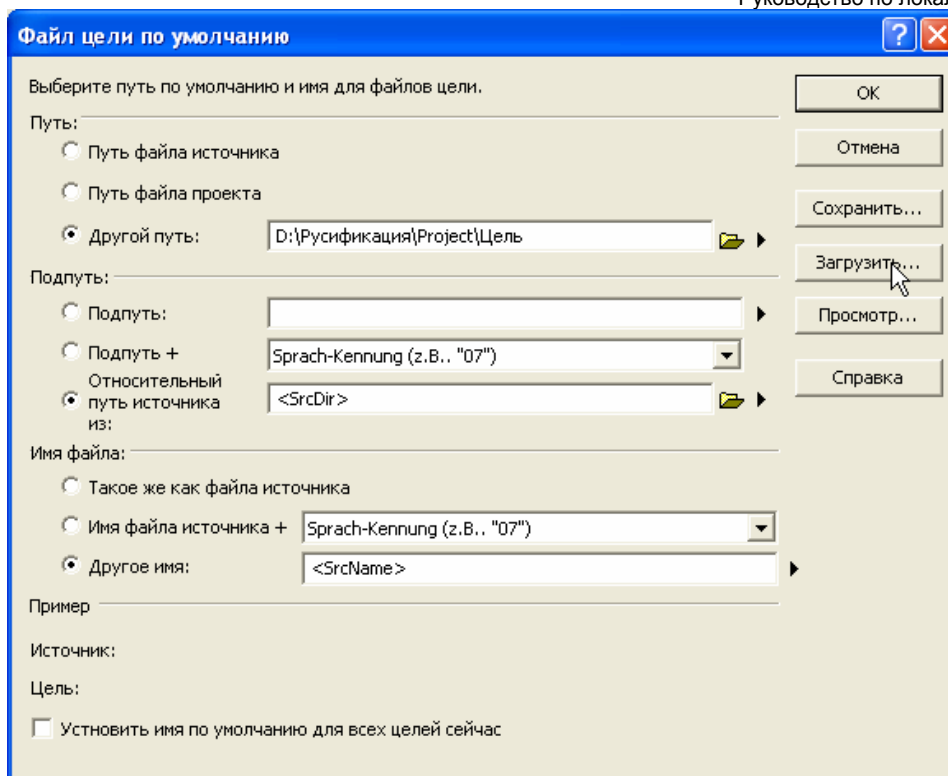 Руководство по лока
Файл цели по умолчанию
Выберите путь по умолчанию и имя для файлов цели.
OK
Путь:
Путь файла источника
Отмена
Путь файла проекта
Сохранить...
Другой путь:
D:\Русификация\Project\Цель
Загрузить...
Подпуть:
Подпуть:
Просмотр...
Подпуть +
Sprach-Kennung (z.B.. "07")
Справка
Относительный
путь источника
из:
<SrcDir>
Имя файла:
Такое же как файла источника
Имя файла источника +
Sprach-Kennung (z.B.. "07")
Другое имя:
<SrcName>
Пример
Источник:
Цель:
Устновить имя по умолчанию для всех целей сейчас